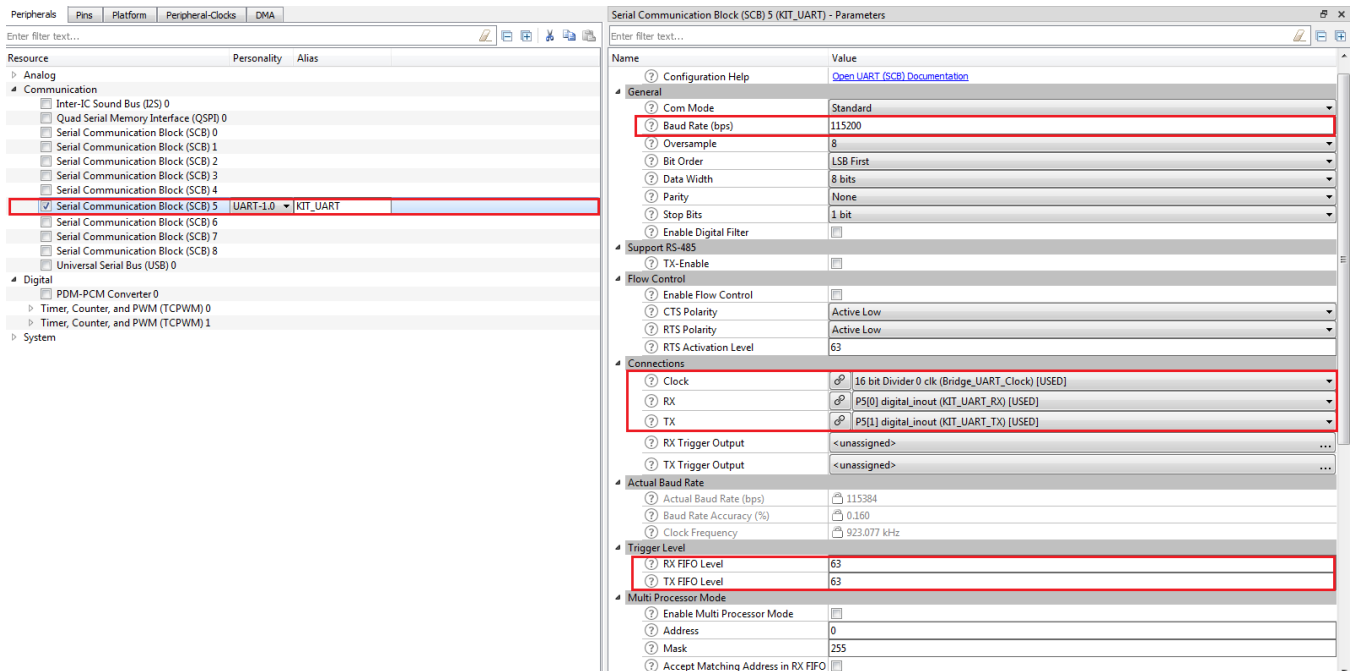 Peripherals Pins Platform Peripheral-Clocks DMA
Enter filter text...
Resource Personality Alias
Analog
Communication
Inter-IC Sound Bus (I2S) 0
Quad Serial Memory Interface (QSPI) 0
Serial Communication Block (SCB) 0
Serial Communication Block (SCB) 1
Serial Communication Block (SCB) 2
Serial Communication Block (SCB) 3
Serial Communication Block (SCB) 4
Serial Communication Block (SCB) 5 UART-1.0 KIT_UART
Serial Communication Block (SCB) 6
Serial Communication Block (SCB) 7
Serial Communication Block (SCB) 8
Universal Serial Bus (USB) 0
Digital
PDM-PCM Converter 0
Timer, Counter, and PWM (TCPWM) 0
Timer, Counter, and PWM (TCPWM) 1
System
Serial Communication Block (SCB) 5 (KIT_UART) - Parameters
Enter filter text...
Name Value
Configuration Help Open UART (SCB) Documentation
General
Com Mode Standard
Baud Rate (bps) 115200
Oversample 8
Bit Order LSB First
Data Width 8 bits
Parity None
Stop Bits 1 bit
Enable Digital Filter
Support RS-485
TX-Enable
Flow Control
Enable Flow Control
CTS Polarity Active Low
RTS Polarity Active Low
RTS Activation Level 63
Connections
Clock 16 bit Divider 0 clk (Bridge_UART_Clock) [USED]
RX P5[0] digital_inout (KIT_UART_RX) [USED]
TX P5[1] digital_inout (KIT_UART_TX) [USED]
RX Trigger Output <unassigned> ...
TX Trigger Output <unassigned> ...
Actual Baud Rate
Actual Baud Rate (bps) 115384
Baud Rate Accuracy (%) 0.160
Clock Frequency 923.077 kHz
Trigger Level
RX FIFO Level 63
TX FIFO Level 63
Multi Processor Mode
Enable Multi Processor Mode
Address 0
Mask 255
Accept Matching Address in RX FIFO